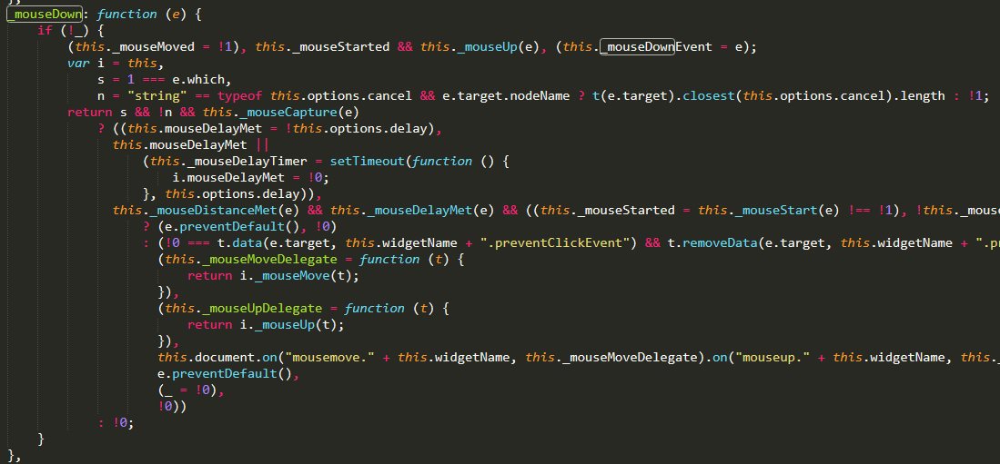 },
_mouseDown: function (e) {
if (!_) {
(this._mouseMoved = !1), this._mouseStarted && this._mouseUp(e), (this._mouseDownEvent = e);
var i = this,
s = 1 === e.which,
n = "string" == typeof this.options.cancel && e.target.nodeName ? t(e.target).closest(this.options.cancel).length : !1;
return s && !n && this._mouseCapture(e)
? ((this.mouseDelayMet = !this.options.delay),
this.mouseDelayMet ||
(this._mouseDelayTimer = setTimeout(function () {
i.mouseDelayMet = !0;
}, this.options.delay)),
this._mouseDistanceMet(e) && this._mouseDelayMet(e) && ((this._mouseStarted = this._mouseStart(e) !== !1), !this._mous
? (e.preventDefault(), !0)
: (!0 === t.data(e.target, this.widgetName + ".preventClickEvent") && t.removeData(e.target, this.widgetName + ".pr
(this._mouseMoveDelegate = function (t) {
return i._mouseMove(t);
}),
(this._mouseUpDelegate = function (t) {
return i._mouseUp(t);
}),
this.document.on("mousemove." + this.widgetName, this._mouseMoveDelegate).on("mouseup." + this.widgetName, this._
e.preventDefault(),
(_ = !0),
!0))
: !0;
}
},